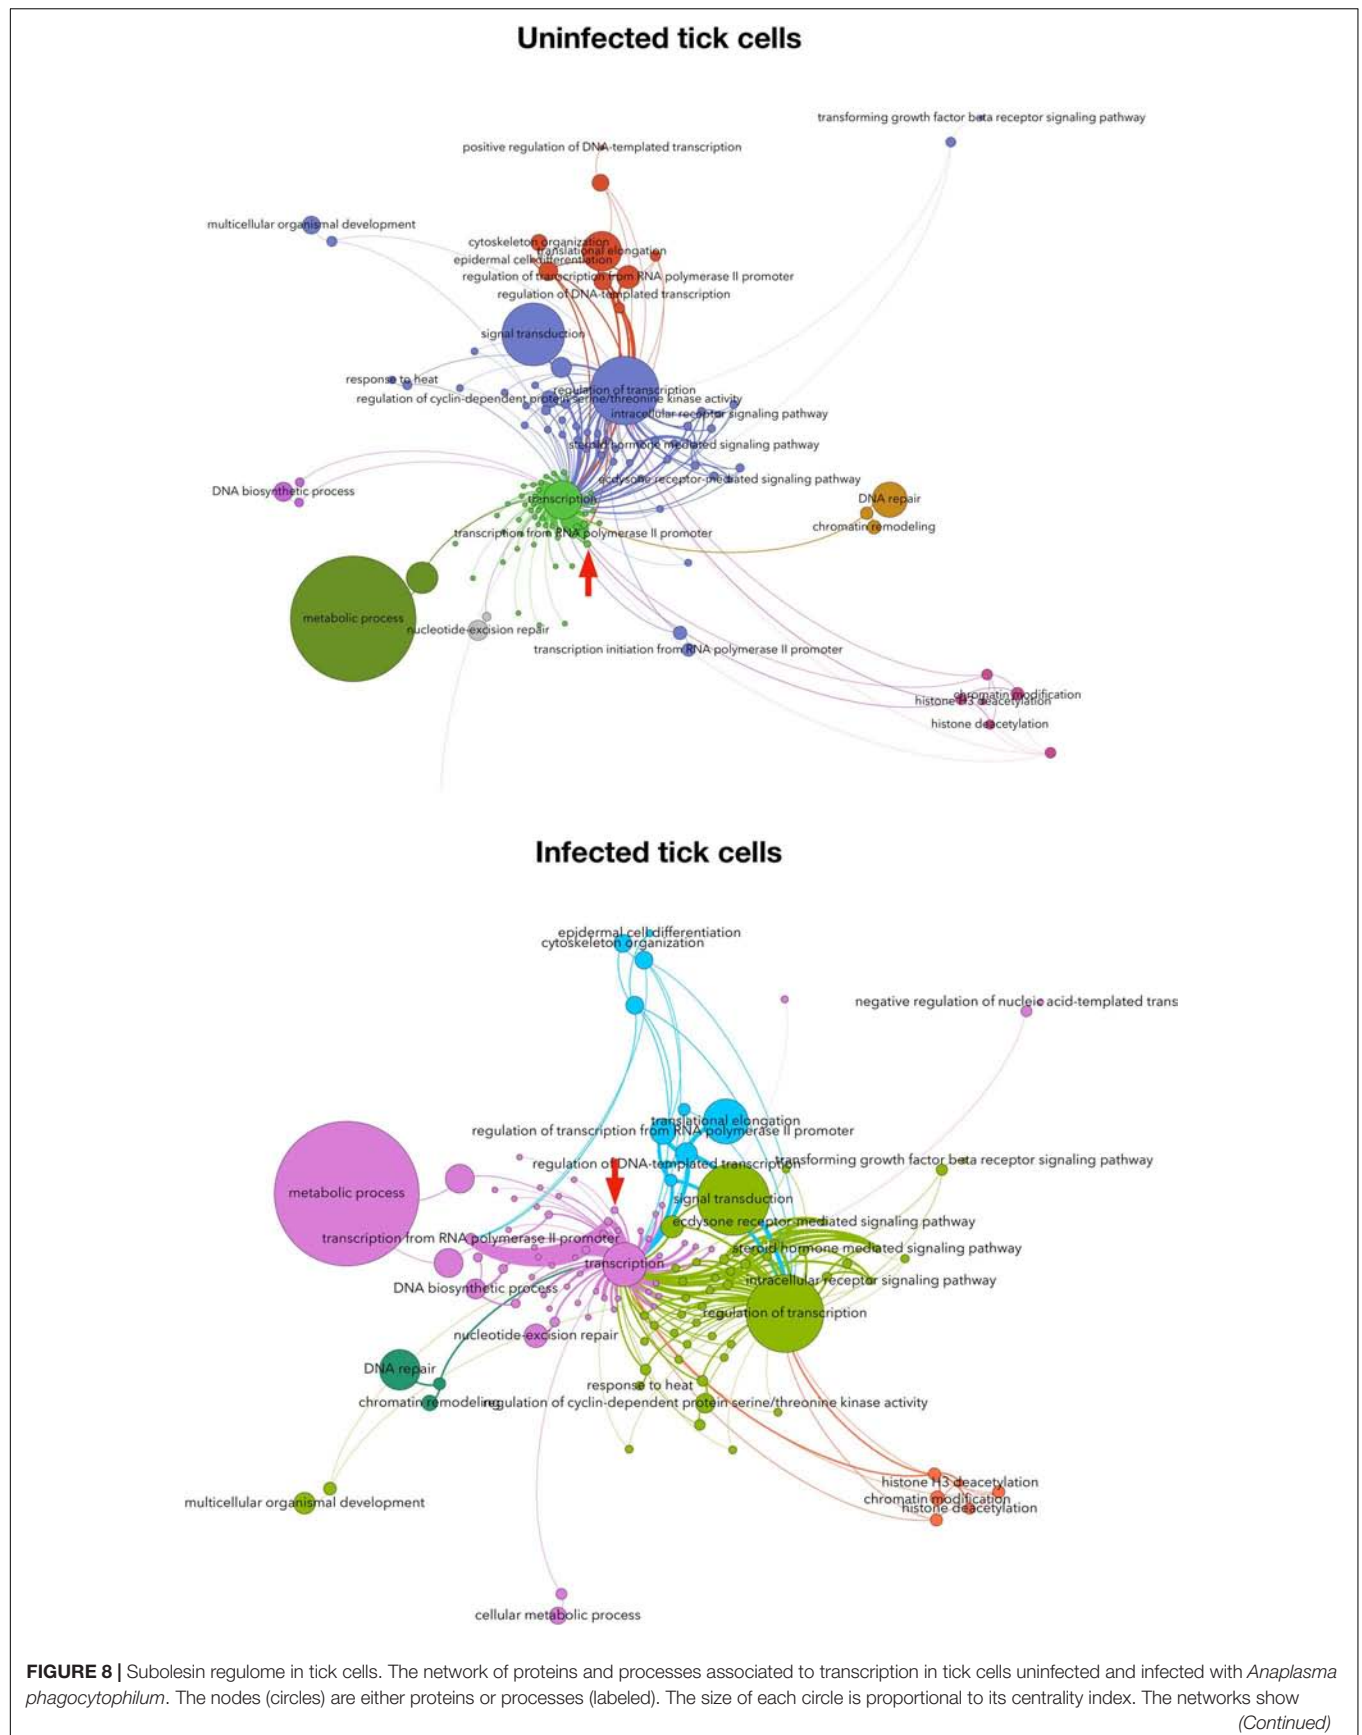 Uninfected tick cells
transforming growth factor beta receptor signaling pathway
positive regulation of DNA-templated transcription
multicellular organismal development
cytoskeleton organization
translational elongation
epidermal cell differentiation
regulation of transcription from RNA polymerase II promoter
regulation of DNA-templated transcription
signal transduction
response to heat
regulation of transcription
regulation of cyclin-dependent protein serine/threonine kinase activity
intracellular receptor signaling pathway
steroid hormone mediated signaling pathway
ecdysone receptor-mediated signaling pathway
DNA biosynthetic process
transcription
DNA repair
chromatin remodeling
transcription from RNA polymerase II promoter
metabolic process
nucleotide-excision repair
transcription initiation from RNA polymerase II promoter
chromatin modification
histone H3 deacetylation
histone deacetylation
Infected tick cells
epidermal cell differentiation
cytoskeleton organization
negative regulation of nucleic acid-templated trans
translational elongation
regulation of transcription from RNA polymerase II promoter
regulation of DNA-templated transcription
transforming growth factor beta receptor signaling pathway
metabolic process
signal transduction
ecdysone receptor-mediated signaling pathway
transcription from RNA polymerase II promoter
steroid hormone mediated signaling pathway
transcription
intracellular receptor signaling pathway
DNA biosynthetic process
regulation of transcription
nucleotide-excision repair
DNA repair
response to heat
chromatin remodeling
regulation of cyclin-dependent protein serine/threonine kinase activity
histone H3 deacetylation
chromatin modification
histone deacetylation
multicellular organismal development
cellular metabolic process
FIGURE 8 | Subolesin regulome in tick cells. The network of proteins and processes associated to transcription in tick cells uninfected and infected with Anaplasma
phagocytophilum. The nodes (circles) are either proteins or processes (labeled). The size of each circle is proportional to its centrality index. The networks show
(Continued)